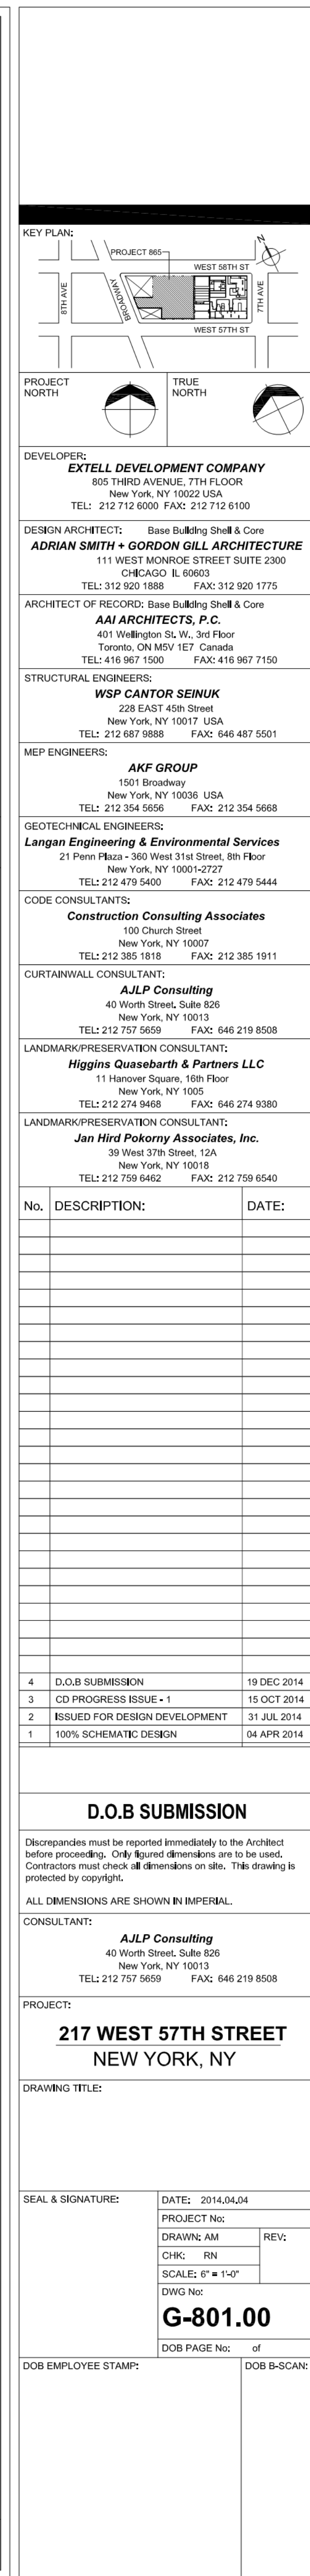 KEY PLAN:
PROJECT 865
N
WEST 58TH ST
8TH AVE
BROADWAY
7TH AVE
WEST 57TH ST
PROJECT NORTH
TRUE NORTH
DEVELOPER:
EXTELL DEVELOPMENT COMPANY
805 THIRD AVENUE, 7TH FLOOR
New York, NY 10022 USA
TEL: 212 712 6000 FAX: 212 712 6100
DESIGN ARCHITECT: Base Building Shell & Core
ADRIAN SMITH + GORDON GILL ARCHITECTURE
111 WEST MONROE STREET SUITE 2300
CHICAGO IL 60603
TEL: 312 920 1888 FAX: 312 920 1775
ARCHITECT OF RECORD: Base Building Shell & Core
AAI ARCHITECTS, P.C.
401 Wellington St. W., 3rd Floor
Toronto, ON M5V 1E7 Canada
TEL: 416 967 1500 FAX: 416 967 7150
STRUCTURAL ENGINEERS:
WSP CANTOR SEINUK
228 EAST 45th Street
New York, NY 10017 USA
TEL: 212 687 9888 FAX: 646 487 5501
MEP ENGINEERS:
AKF GROUP
1501 Broadway
New York, NY 10036 USA
TEL: 212 354 5656 FAX: 212 354 5668
GEOTECHNICAL ENGINEERS:
Langan Engineering & Environmental Services
21 Penn Plaza - 360 West 31st Street, 8th Floor
New York, NY 10001-2727
TEL: 212 479 5400 FAX: 212 479 5444
CODE CONSULTANTS:
Construction Consulting Associates
100 Church Street
New York, NY 10007
TEL: 212 385 1818 FAX: 212 385 1911
CURTAINWALL CONSULTANT:
AJLP Consulting
40 Worth Street. Suite 826
New York, NY 10013
TEL: 212 757 5659 FAX: 646 219 8508
LANDMARK/PRESERVATION CONSULTANT:
Higgins Quasebarth & Partners LLC
11 Hanover Square, 16th Floor
New York, NY 1005
TEL: 212 274 9468 FAX: 646 274 9380
LANDMARK/PRESERVATION CONSULTANT:
Jan Hird Pokorny Associates, Inc.
39 West 37th Street, 12A
New York, NY 10018
TEL: 212 759 6462 FAX: 212 759 6540
No. DESCRIPTION: DATE:
4 D.O.B SUBMISSION 19 DEC 2014
3 CD PROGRESS ISSUE - 1 15 OCT 2014
2 ISSUED FOR DESIGN DEVELOPMENT 31 JUL 2014
1 100% SCHEMATIC DESIGN 04 APR 2014
D.O.B SUBMISSION
Discrepancies must be reported immediately to the Architect
before proceeding. Only figured dimensions are to be used.
Contractors must check all dimensions on site. This drawing is
protected by copyright.
ALL DIMENSIONS ARE SHOWN IN IMPERIAL.
CONSULTANT:
AJLP Consulting
40 Worth Street. Suite 826
New York, NY 10013
TEL: 212 757 5659 FAX: 646 219 8508
PROJECT:
217 WEST 57TH STREET
NEW YORK, NY
DRAWING TITLE:
SEAL & SIGNATURE:
DATE: 2014.04.04
PROJECT No:
DRAWN: AM REV:
CHK: RN
SCALE: 6" = 1'-0"
DWG No:
G-801.00
DOB PAGE No: of
DOB EMPLOYEE STAMP: DOB B-SCAN: